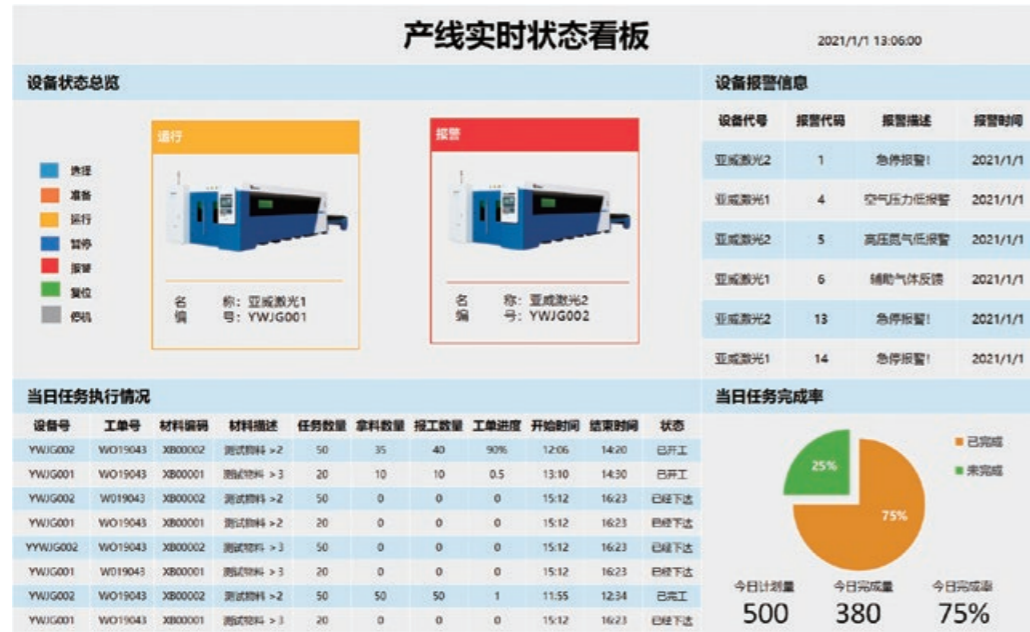 产线实时状态看板
2021/1/1 13:06:00
设备状态总览
选择
准备
运行
暂停
报警
复位
停机
运行
名 称：亚威激光1
编 号：YWJG001
报警
名 称：亚威激光2
编 号：YWJG002
设备报警信息
设备代号 报警代码 报警描述 报警时间
亚威激光2 1 急停报警！ 2021/1/1
亚威激光1 4 空气压力低报警 2021/1/1
亚威激光2 5 高压氮气低报警 2021/1/1
亚威激光1 6 辅助气体反馈 2021/1/1
亚威激光2 13 急停报警！ 2021/1/1
亚威激光1 14 急停报警！ 2021/1/1
当日任务执行情况
设备号 工单号 材料编码 材料描述 任务数量 拿料数量 报工数量 工单进度 开始时间 结束时间 状态
YWJG002 WO19043 XB00002 测试物料 >2 50 35 40 90% 12:06 14:20 已开工
YWJG001 WO19043 XB00001 测试物料 >3 20 10 10 0.5 13:10 14:30 已开工
YWJG002 W019043 XB00002 测试物料 >2 50 0 0 0 15:12 16:23 已经下达
YWJG001 WO19043 XB00001 测试物料 >2 20 0 0 0 15:12 16:23 已经下达
YYWJG002 WO19043 XB00002 测试物料 >3 50 0 0 0 15:12 16:23 已经下达
YWJG001 W019043 XB00001 测试物料 >3 20 0 0 0 15:12 16:23 已经下达
YWJG002 WO19043 XB00002 测试物料 >2 50 50 50 1 11:55 12:34 已完工
YWJG001 WO19043 XB00001 测试物料 >3 20 0 0 0 15:12 16:23 已经下达
当日任务完成率
已完成
未完成
25%
75%
今日计划量 今日完成量 今日完成率
500 380 75%